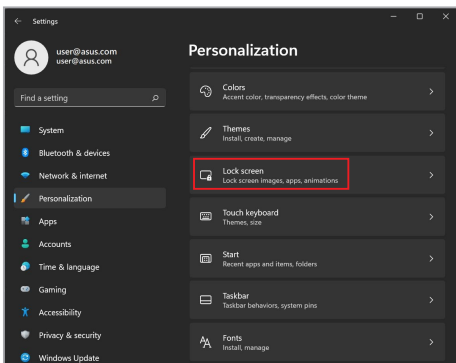 Settings
user@asus.com
user@asus.com
Find a setting
System
Bluetooth & devices
Network & internet
Personalization
Apps
Accounts
Time & language
Gaming
Accessibility
Privacy & security
Windows Update
Personalization
Colors
Accent color, transparency effects, color theme
Themes
Install, create, manage
Lock screen
Lock screen images, apps, animations
Touch keyboard
Themes, size
Start
Recent apps and items, folders
Taskbar
Taskbar behaviors, system pins
Fonts
Install, manage